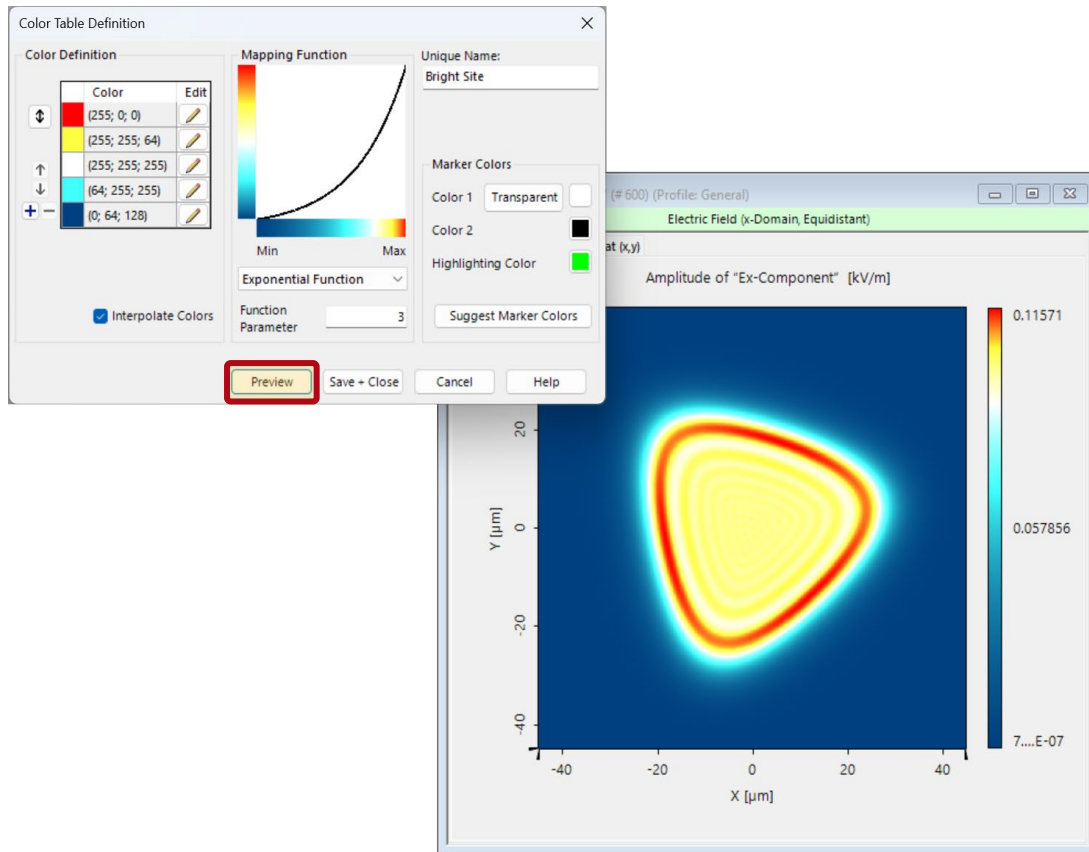 Color Table Definition
Color Definition
Color Edit
(255; 0; 0)
(255; 255; 64)
(255; 255; 255)
(64; 255; 255)
(0; 64; 128)
Interpolate Colors
Mapping Function
Min Max
Exponential Function
Function
Parameter
3
Unique Name:
Bright Site
Marker Colors
Color 1 Transparent
Color 2
Highlighting Color
Suggest Marker Colors
Preview Save + Close Cancel Help
(#600) (Profile: General)
Electric Field (x-Domain, Equidistant)
at (x,y)
Amplitude of "Ex-Component" [kV/m]
0.11571
0.057856
7....E-07
Y [µm]
20
0
-20
-40
-40 -20 0 20 40
X [µm]